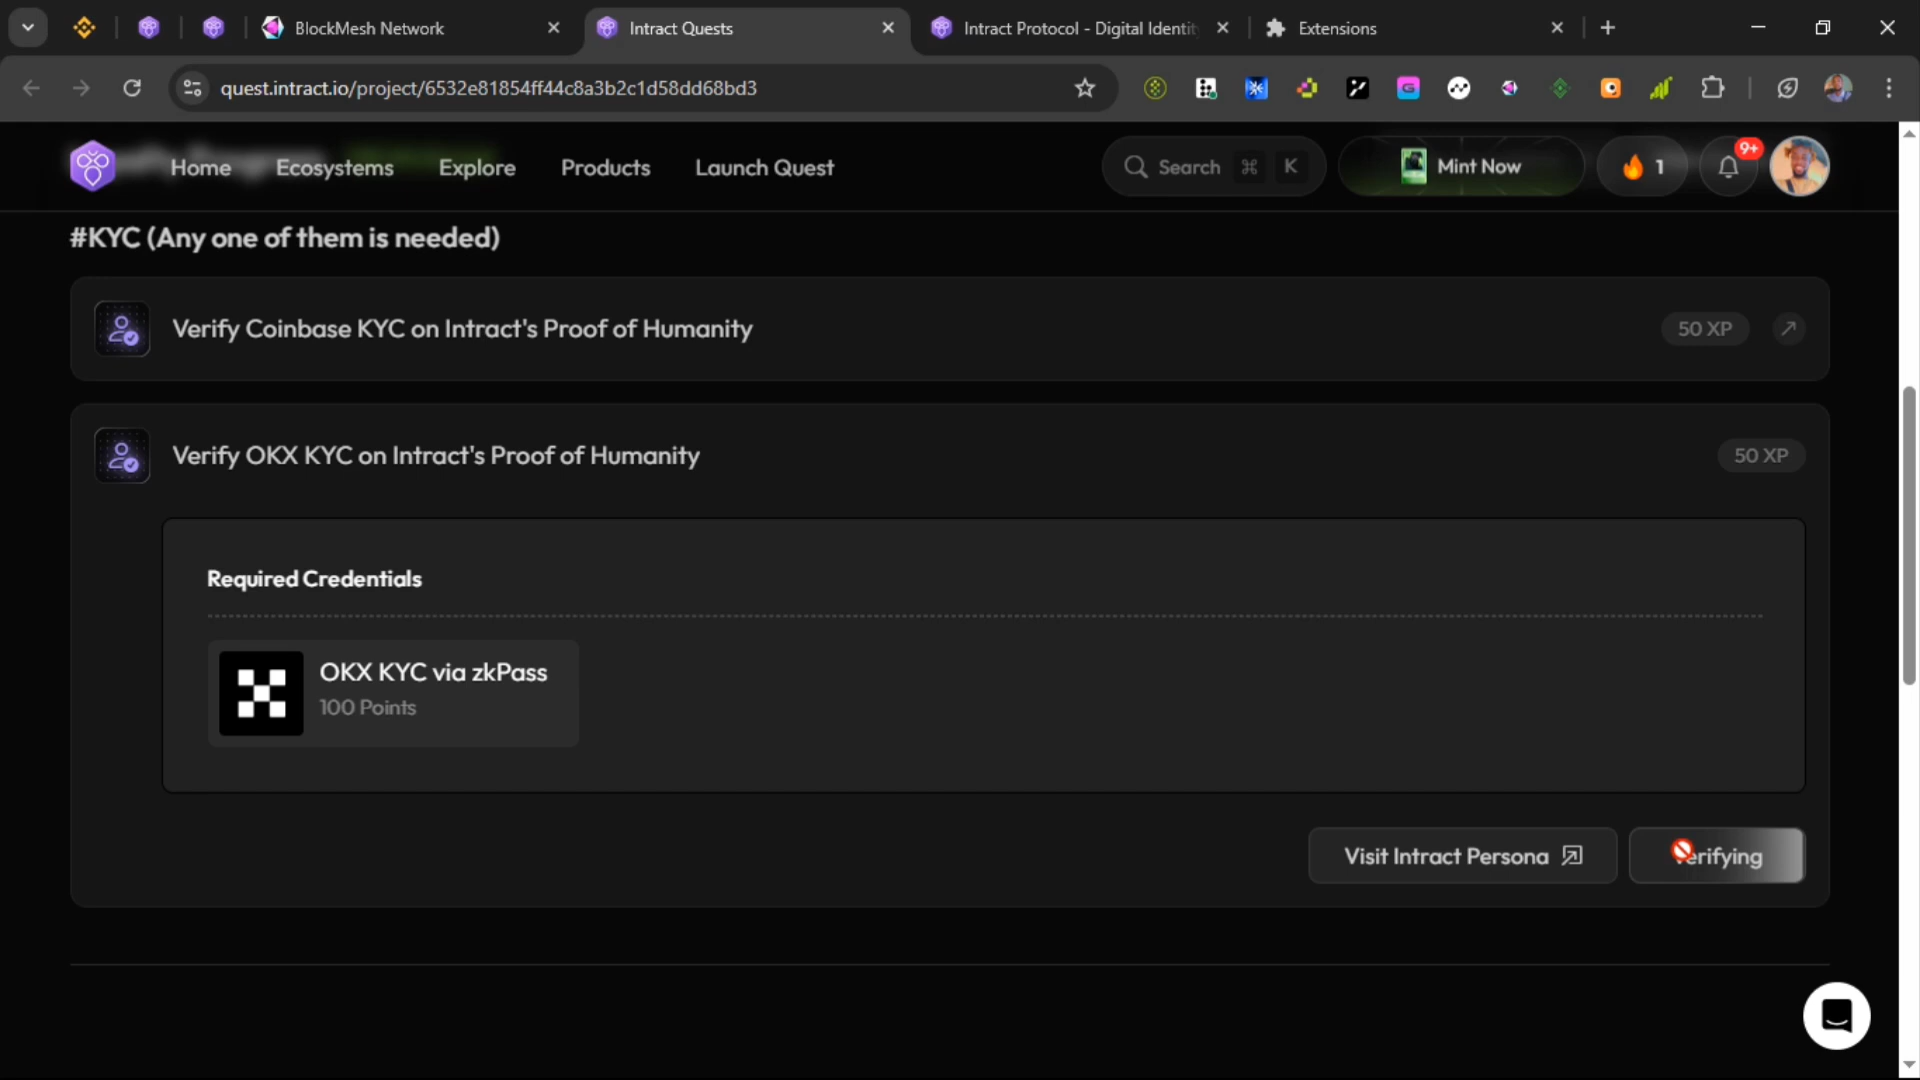 BlockMesh Network
Intract Quests
Intract Protocol - Digital Identit
Extensions
quest.intract.io/project/6532e81854ff44c8a3b2c1d58dd68bd3
Home
Ecosystems
Explore
Products
Launch Quest
Search ⌘ K
Mint Now
1
9+
#KYC (Any one of them is needed)
Verify Coinbase KYC on Intract's Proof of Humanity
50 XP
Verify OKX KYC on Intract's Proof of Humanity
50 XP
Required Credentials
OKX KYC via zkPass
100 Points
Visit Intract Persona
Verifying